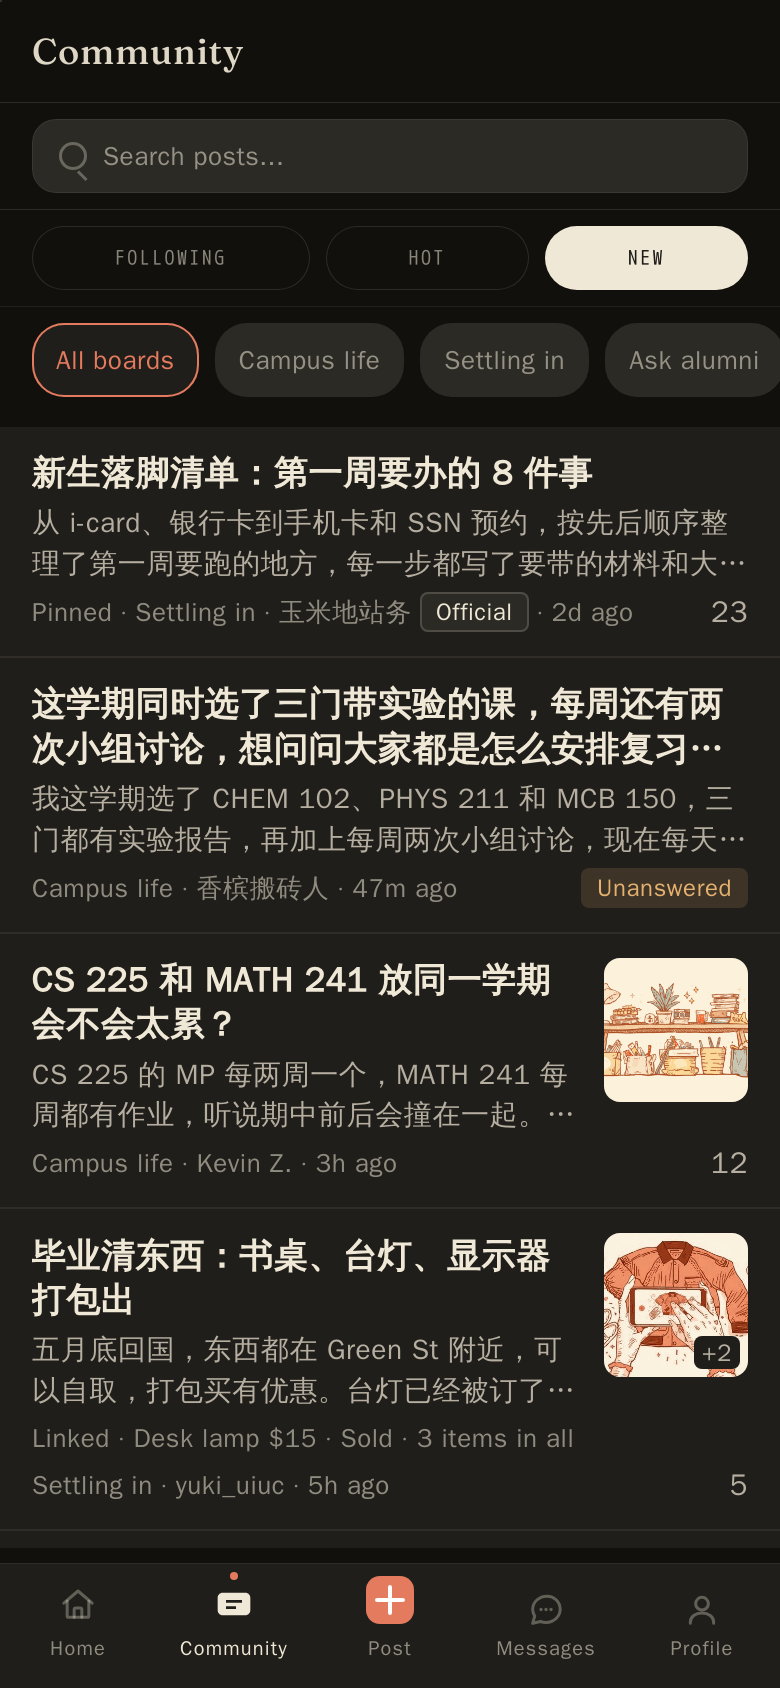 Community
Search posts...
FOLLOWING
HOT
NEW
All boards
Campus life
Settling in
Ask alumni
新生落脚清单：第一周要办的 8 件事
从 i-card、银行卡到手机卡和 SSN 预约，按先后顺序整
理了第一周要跑的地方，每一步都写了要带的材料和大…
Pinned · Settling in · 玉米地站务 Official · 2d ago 23
这学期同时选了三门带实验的课，每周还有两
次小组讨论，想问问大家都是怎么安排复习…
我这学期选了 CHEM 102、PHYS 211 和 MCB 150，三
门都有实验报告，再加上每周两次小组讨论，现在每天…
Campus life · 香槟搬砖人 · 47m ago Unanswered
CS 225 和 MATH 241 放同一学期
会不会太累？
CS 225 的 MP 每两周一个，MATH 241 每
周都有作业，听说期中前后会撞在一起。…
Campus life · Kevin Z. · 3h ago 12
毕业清东西：书桌、台灯、显示器
打包出
五月底回国，东西都在 Green St 附近，可
以自取，打包买有优惠。台灯已经被订了…
+2
Linked · Desk lamp $15 · Sold · 3 items in all
Settling in · yuki_uiuc · 5h ago 5
Home
Community
Post
Messages
Profile